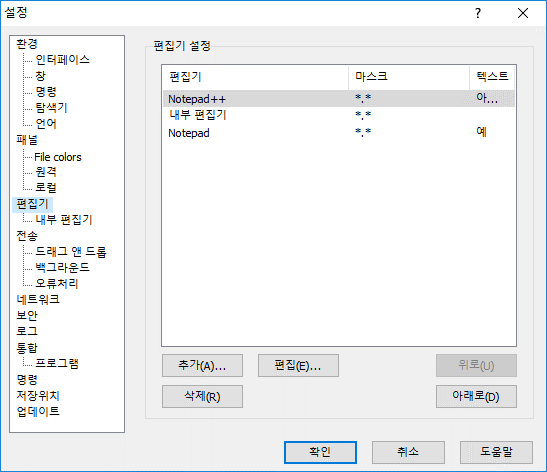 설정
환경
인터페이스
창
명령
탐색기
언어
패널
File colors
원격
로컬
편집기
내부 편집기
전송
드래그 앤 드롭
백그라운드
오류처리
네트워크
보안
로그
통합
프로그램
명령
저장위치
업데이트
편집기 설정
편집기 마스크 텍스트
Notepad++ *.* 아...
내부 편집기 *.*
Notepad *.* 예
추가(A)... 편집(E)... 위로(U)
삭제(R) 아래로(D)
확인 취소 도움말